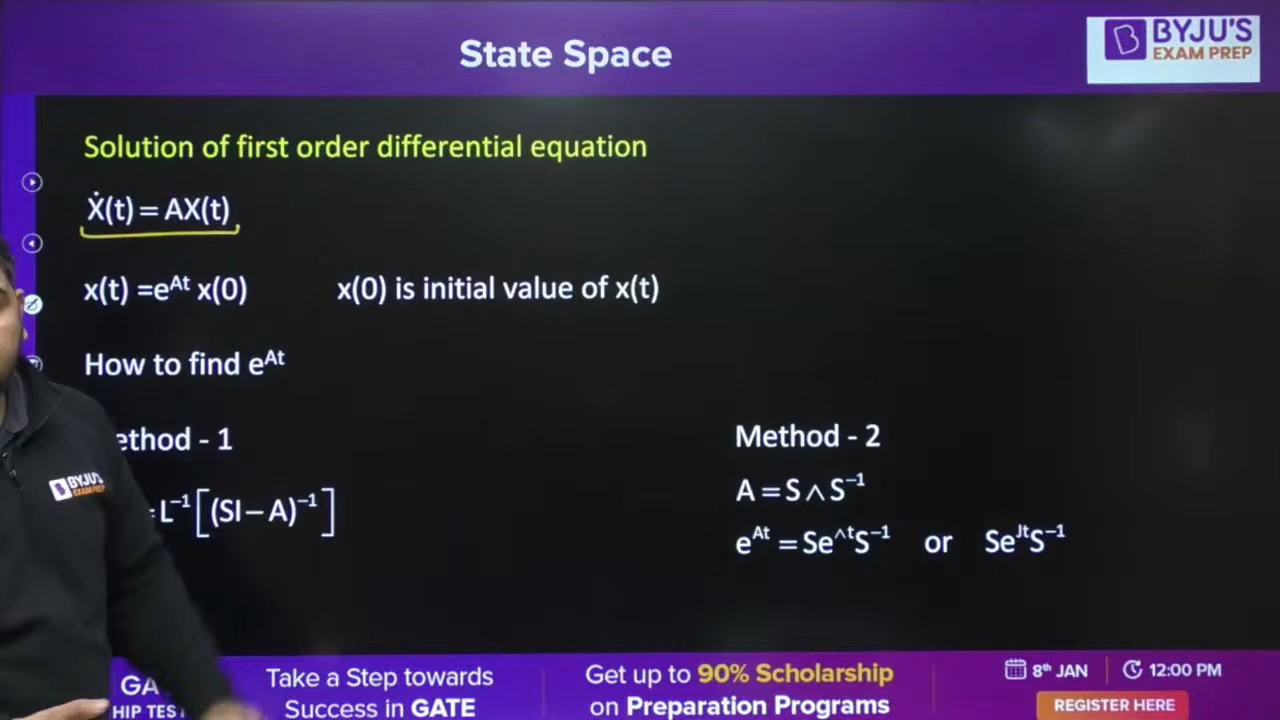 State Space
BYJU'S
EXAM PREP
Solution of first order differential equation
Ẋ(t) = AX(t)
x(t) =e^At x(0) x(0) is initial value of x(t)
How to find e^At
ethod - 1
Method - 2
= L^–1 [(SI – A)^–1]
A = S ∧ S^–1
e^At = Se^∧t S^–1 or Se^Jt S^–1
BYJU'S
EXAM PREP
Take a Step towards
Success in GATE
Get up to 90% Scholarship
on Preparation Programs
8th JAN
12:00 PM
REGISTER HERE